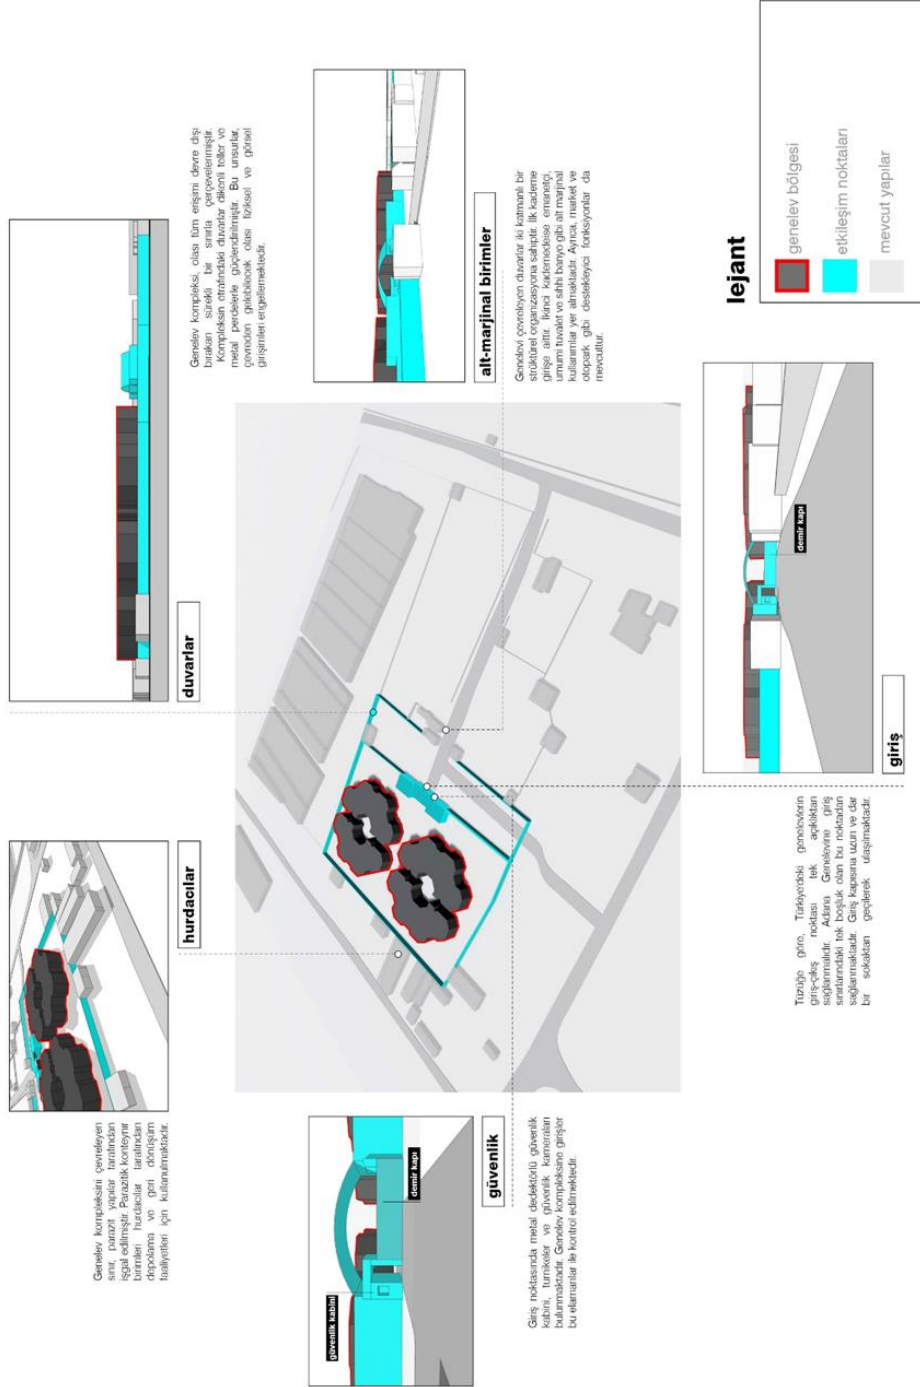 hurdacılar
Genelev kompleksini çevreleyen
sınır, parazit yapılar tarafından
işgal edilmiştir. Parazitik konteynır
birimleri hurdacılar tarafından
depolama ve geri dönüşüm
faaliyetleri için kullanılmaktadır.
duvarlar
Genelev kompleksi, olası tüm erişimi devre dışı
bırakan sürekli bir sınırla çerçevelenmiştir.
Kompleksin etrafındaki duvarlar dikenli teller ve
metal perdelerle güçlendirilmiştir. Bu unsurlar,
çevreden gelebilecek olası fiziksel ve görsel
girişimleri engellemektedir.
güvenlik kabini
demir kapı
güvenlik
Giriş noktasında metal dedektörlü güvenlik
kabini, turnikeler ve güvenlik kameraları
bulunmaktadır. Genelev kompleksine girişler
bu elamanlar ile kontrol edilmektedir.
alt-marjinal birimler
Genelevi çevreleyen duvarlar iki katmanlı bir
strüktürel organizasyona sahiptir. İlk kademe
girişe aittir. İkinci kademedeise emanetçi,
umumi tuvalet ve sıhhi banyo gibi alt marjinal
kullanımlar yer almaktadır. Ayrıca, market ve
otopark gibi destekleyici fonksiyonlar da
mevcuttur.
demir kapı
giriş
Tüzüğe göre, Türkiye'deki genelevlerin
giriş-çıkış noktası tek açıklıktan
sağlanmalıdır. Adana Genelevine giriş
sınırlarındaki tek boşluk olan bu noktadan
sağlanmaktadır. Giriş kapısına uzun ve dar
bir sokaktan geçilerek ulaşılmaktadır.
lejant
genelev bölgesi
etkileşim noktaları
mevcut yapılar